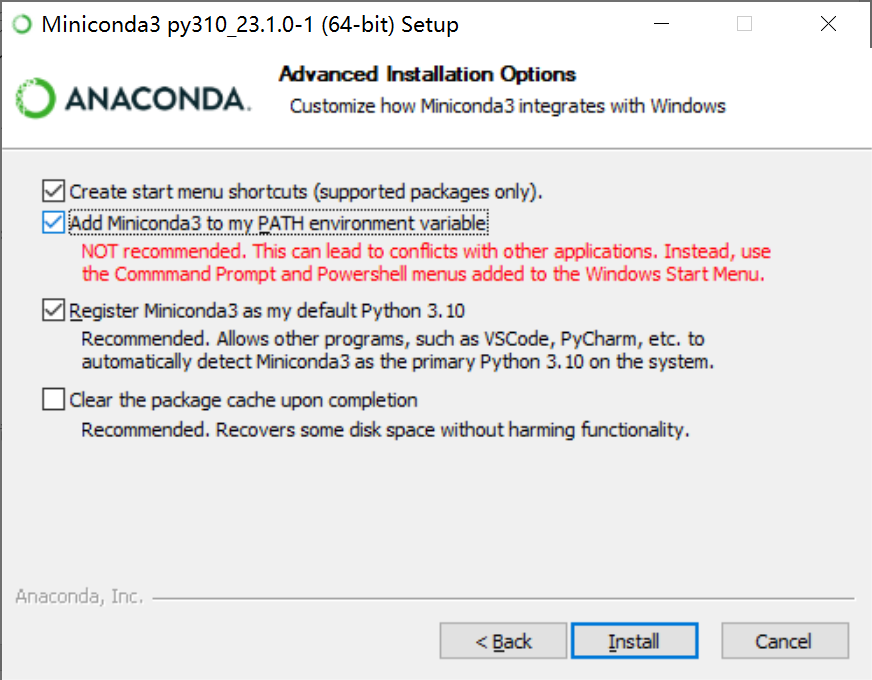 Miniconda3 py310_23.1.0-1 (64-bit) Setup
ANACONDA.
Advanced Installation Options
Customize how Miniconda3 integrates with Windows
Create start menu shortcuts (supported packages only).
Add Miniconda3 to my PATH environment variable
NOT recommended. This can lead to conflicts with other applications. Instead, use
the Commmand Prompt and Powershell menus added to the Windows Start Menu.
Register Miniconda3 as my default Python 3.10
Recommended. Allows other programs, such as VSCode, PyCharm, etc. to
automatically detect Miniconda3 as the primary Python 3.10 on the system.
Clear the package cache upon completion
Recommended. Recovers some disk space without harming functionality.
Anaconda, Inc.
< Back
Install
Cancel